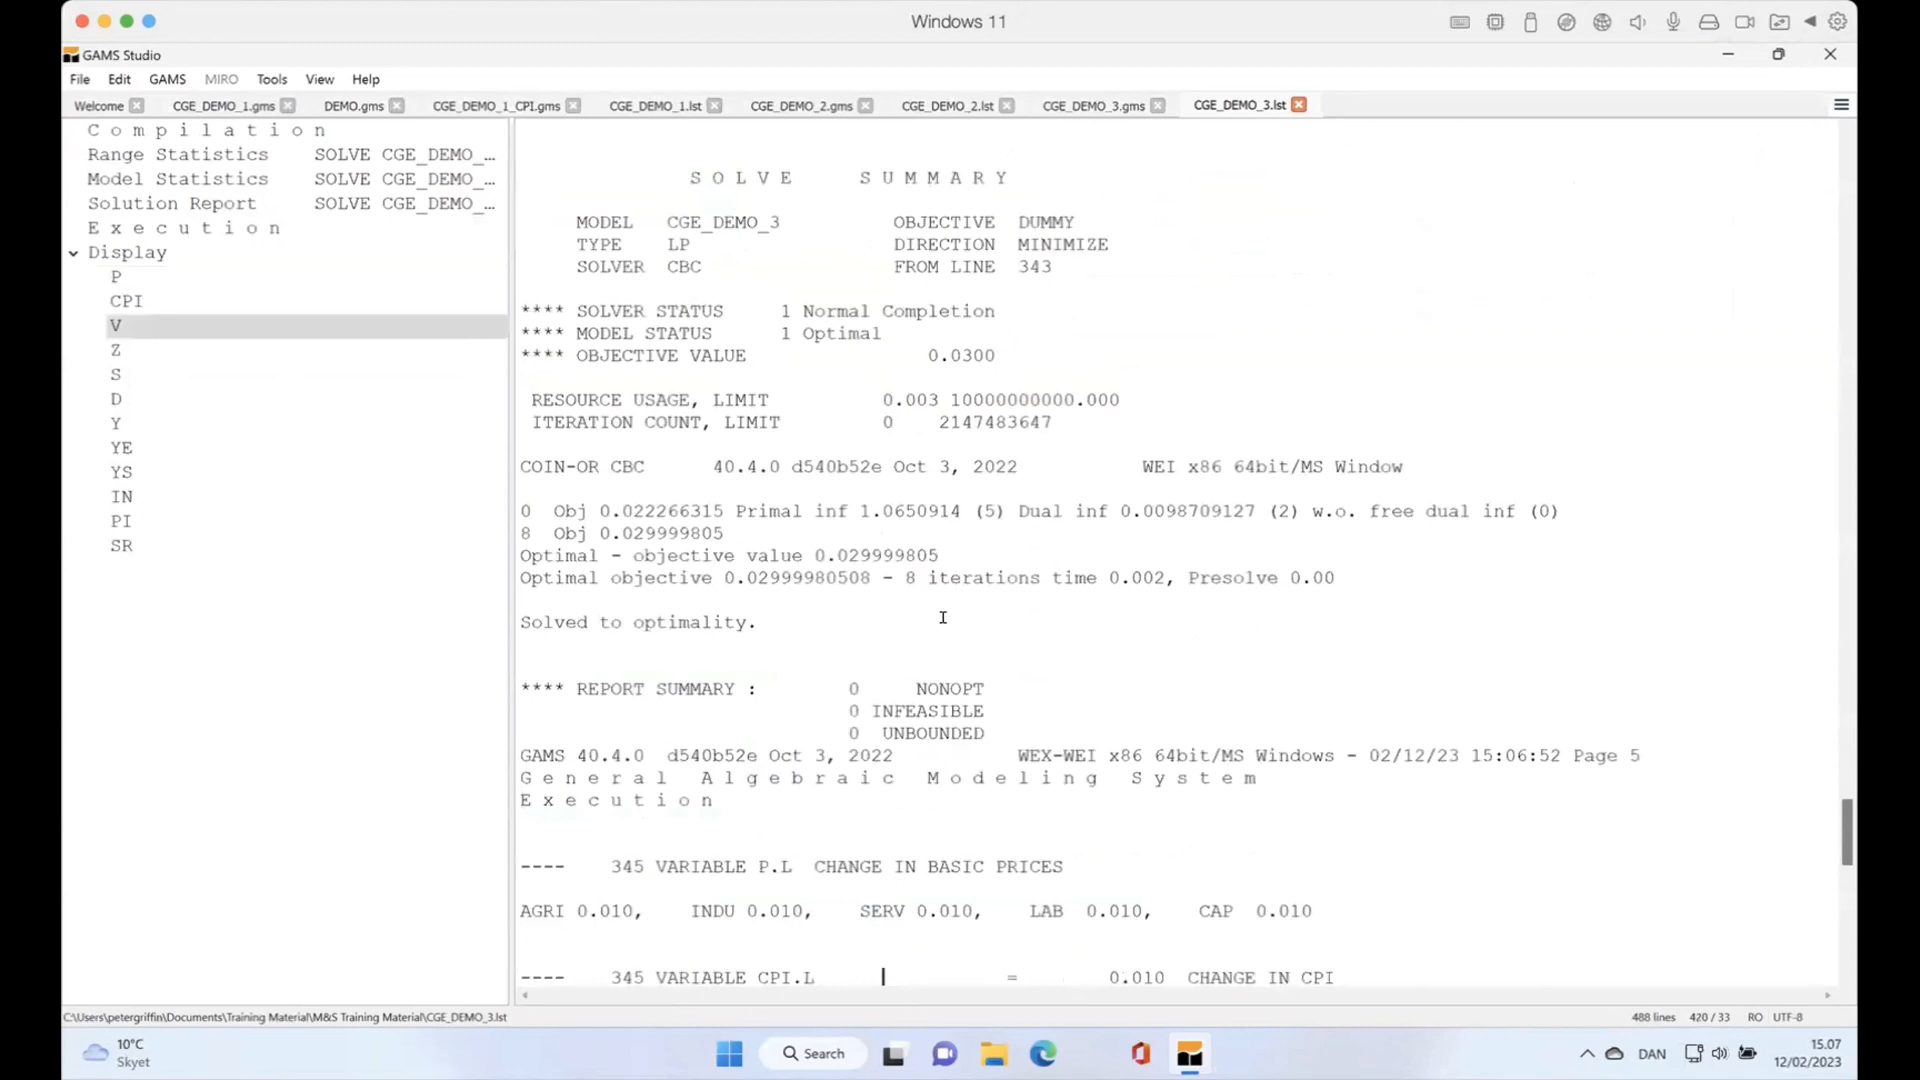 Windows 11
GAMS Studio
File Edit GAMS MIRO Tools View Help
Welcome CGE_DEMO_1.gms DEMO.gms CGE_DEMO_1_CPI.gms CGE_DEMO_1.lst CGE_DEMO_2.gms CGE_DEMO_2.lst CGE_DEMO_3.gms CGE_DEMO_3.lst
C o m p i l a t i o n
Range Statistics SOLVE CGE_DEMO_…
Model Statistics SOLVE CGE_DEMO_…
Solution Report SOLVE CGE_DEMO_…
E x e c u t i o n
Display
P
CPI
V
Z
S
D
Y
YE
YS
IN
PI
SR
S O L V E S U M M A R Y
MODEL CGE_DEMO_3 OBJECTIVE DUMMY
TYPE LP DIRECTION MINIMIZE
SOLVER CBC FROM LINE 343
**** SOLVER STATUS 1 Normal Completion
**** MODEL STATUS 1 Optimal
**** OBJECTIVE VALUE 0.0300
RESOURCE USAGE, LIMIT 0.003 10000000000.000
ITERATION COUNT, LIMIT 0 2147483647
COIN-OR CBC 40.4.0 d540b52e Oct 3, 2022 WEI x86 64bit/MS Window
0 Obj 0.022266315 Primal inf 1.0650914 (5) Dual inf 0.0098709127 (2) w.o. free dual inf (0)
8 Obj 0.029999805
Optimal - objective value 0.029999805
Optimal objective 0.02999980508 - 8 iterations time 0.002, Presolve 0.00
Solved to optimality.
**** REPORT SUMMARY : 0 NONOPT
0 INFEASIBLE
0 UNBOUNDED
GAMS 40.4.0 d540b52e Oct 3, 2022 WEX-WEI x86 64bit/MS Windows - 02/12/23 15:06:52 Page 5
G e n e r a l A l g e b r a i c M o d e l i n g S y s t e m
E x e c u t i o n
---- 345 VARIABLE P.L CHANGE IN BASIC PRICES
AGRI 0.010, INDU 0.010, SERV 0.010, LAB 0.010, CAP 0.010
---- 345 VARIABLE CPI.L = 0.010 CHANGE IN CPI
C:\Users\petergriffin\Documents\Training Material\M&S Training Material\CGE_DEMO_3.lst 488 lines 420 / 33 RO UTF-8
10°C
Skyet
Search
DAN
15.07
12/02/2023